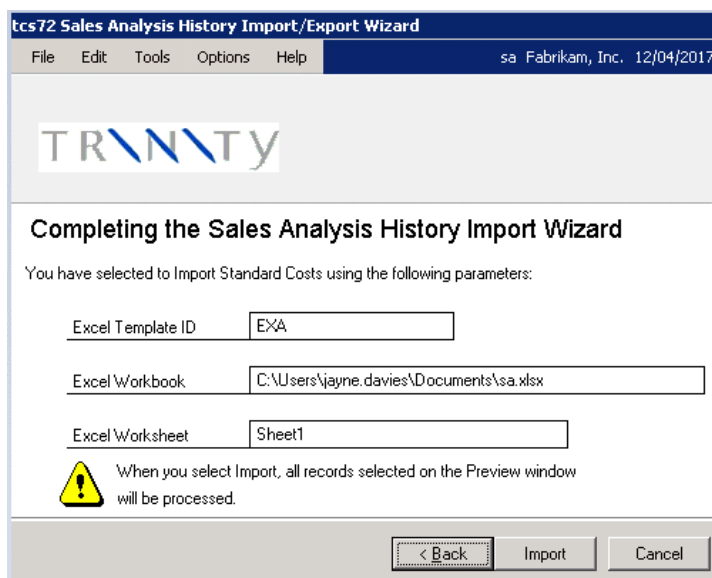 tcs72 Sales Analysis History Import/Export Wizard
File Edit Tools Options Help sa Fabrikam, Inc. 12/04/2017
TRINITY
Completing the Sales Analysis History Import Wizard
You have selected to Import Standard Costs using the following parameters:
Excel Template ID EXA
Excel Workbook C:\Users\jayne.davies\Documents\sa.xlsx
Excel Worksheet Sheet1
When you select Import, all records selected on the Preview window
will be processed.
< Back Import Cancel